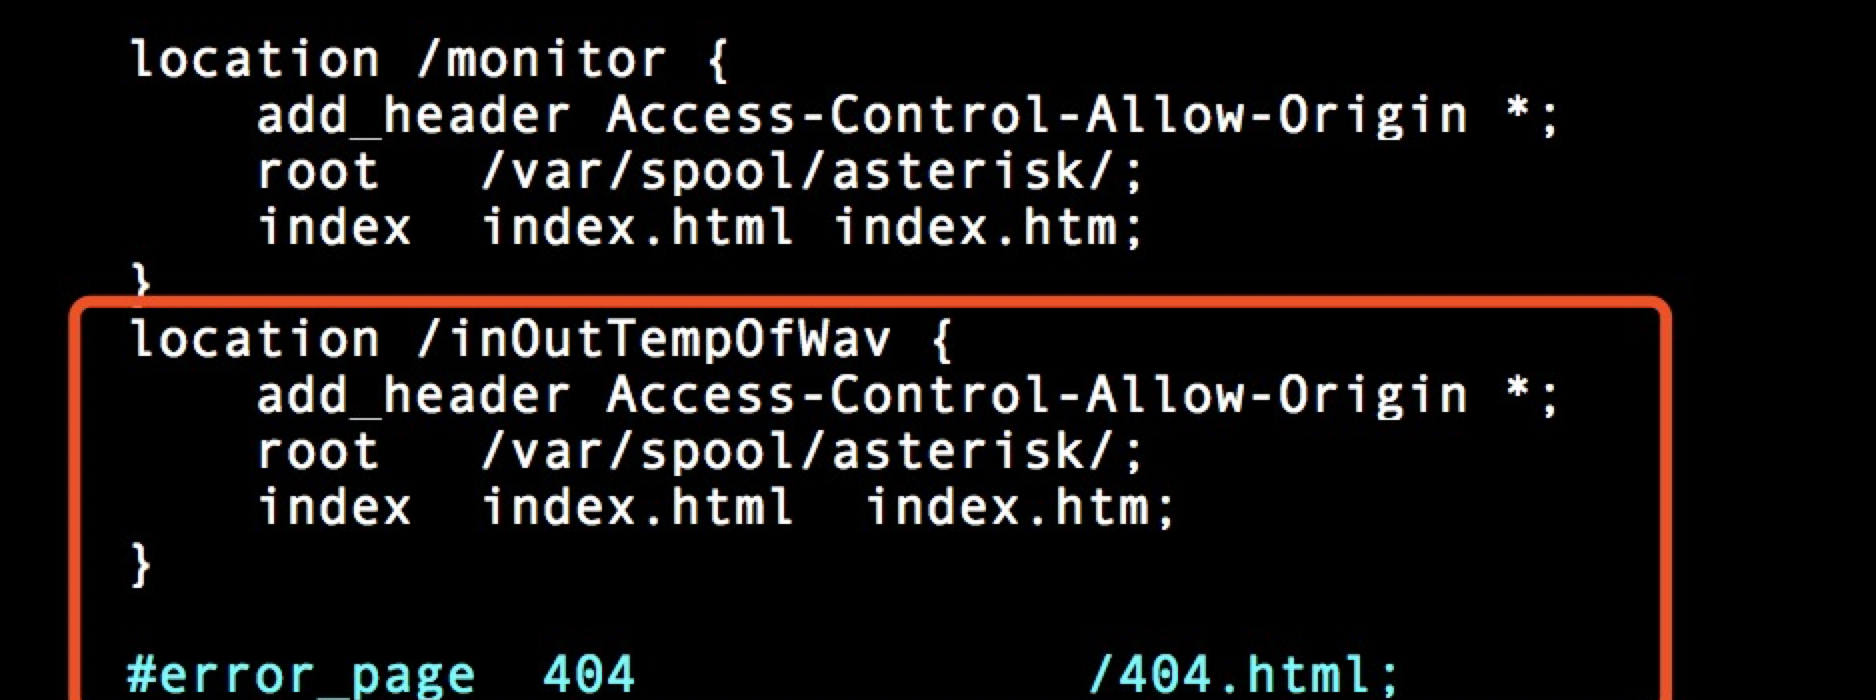 location /monitor {
    add_header Access-Control-Allow-Origin *;
    root   /var/spool/asterisk/;
    index  index.html index.htm;
}
location /inOutTempOfWav {
    add_header Access-Control-Allow-Origin *;
    root   /var/spool/asterisk/;
    index  index.html  index.htm;
}
#error_page  404              /404.html;